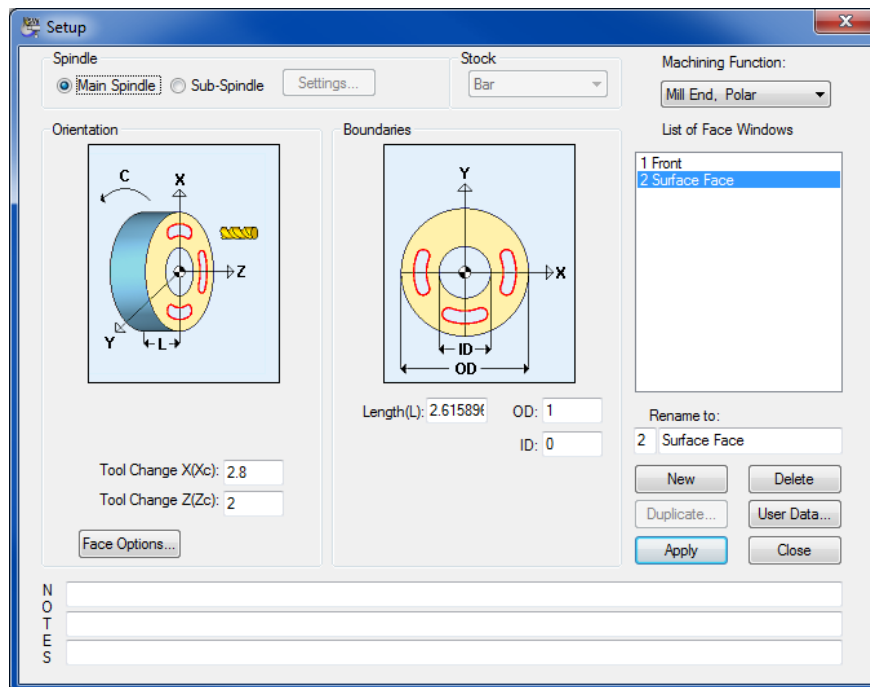 Setup
Spindle
Main Spindle
Sub-Spindle
Settings...
Stock
Bar
Machining Function:
Mill End, Polar
Orientation
C
X
Z
Y
L
Boundaries
Y
X
ID
OD
List of Face Windows
1 Front
2 Surface Face
Length(L): 2.615896
OD: 1
ID: 0
Rename to:
2 Surface Face
Tool Change X(Xc): 2.8
Tool Change Z(Zc): 2
Face Options...
New
Delete
Duplicate...
User Data...
Apply
Close
NOTES